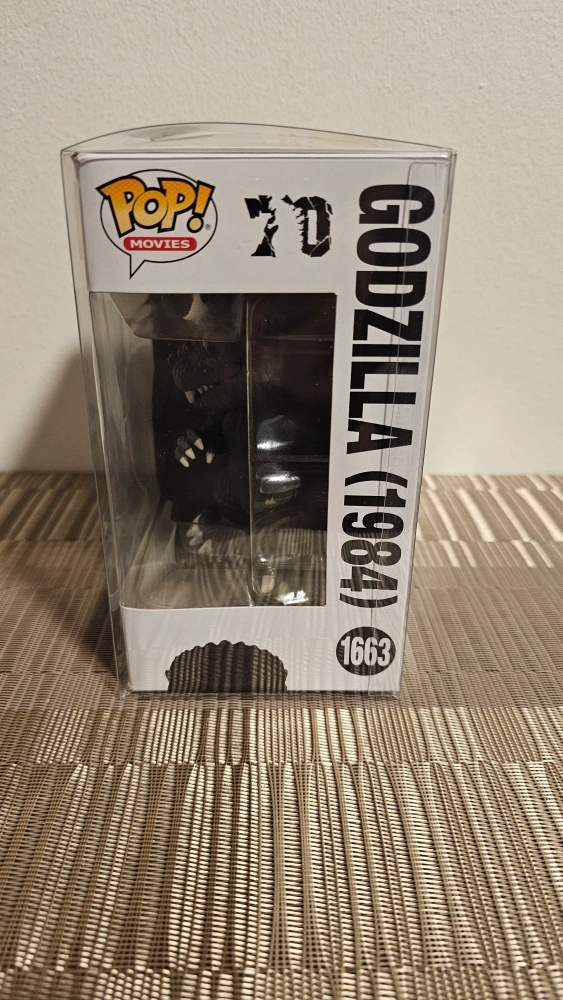 POP!
®
MOVIES
70
GODZILLA (1984)
1663